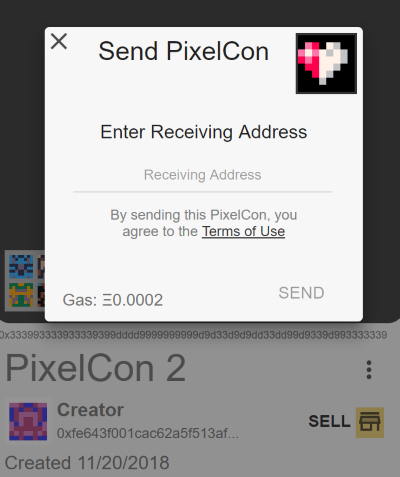 Send PixelCon
Enter Receiving Address
Receiving Address
By sending this PixelCon, you
agree to the Terms of Use
Gas: Ξ0.0002
SEND
PixelCon 2
Creator
0xfe643f001cac62a5f513af...
SELL
Created 11/20/2018